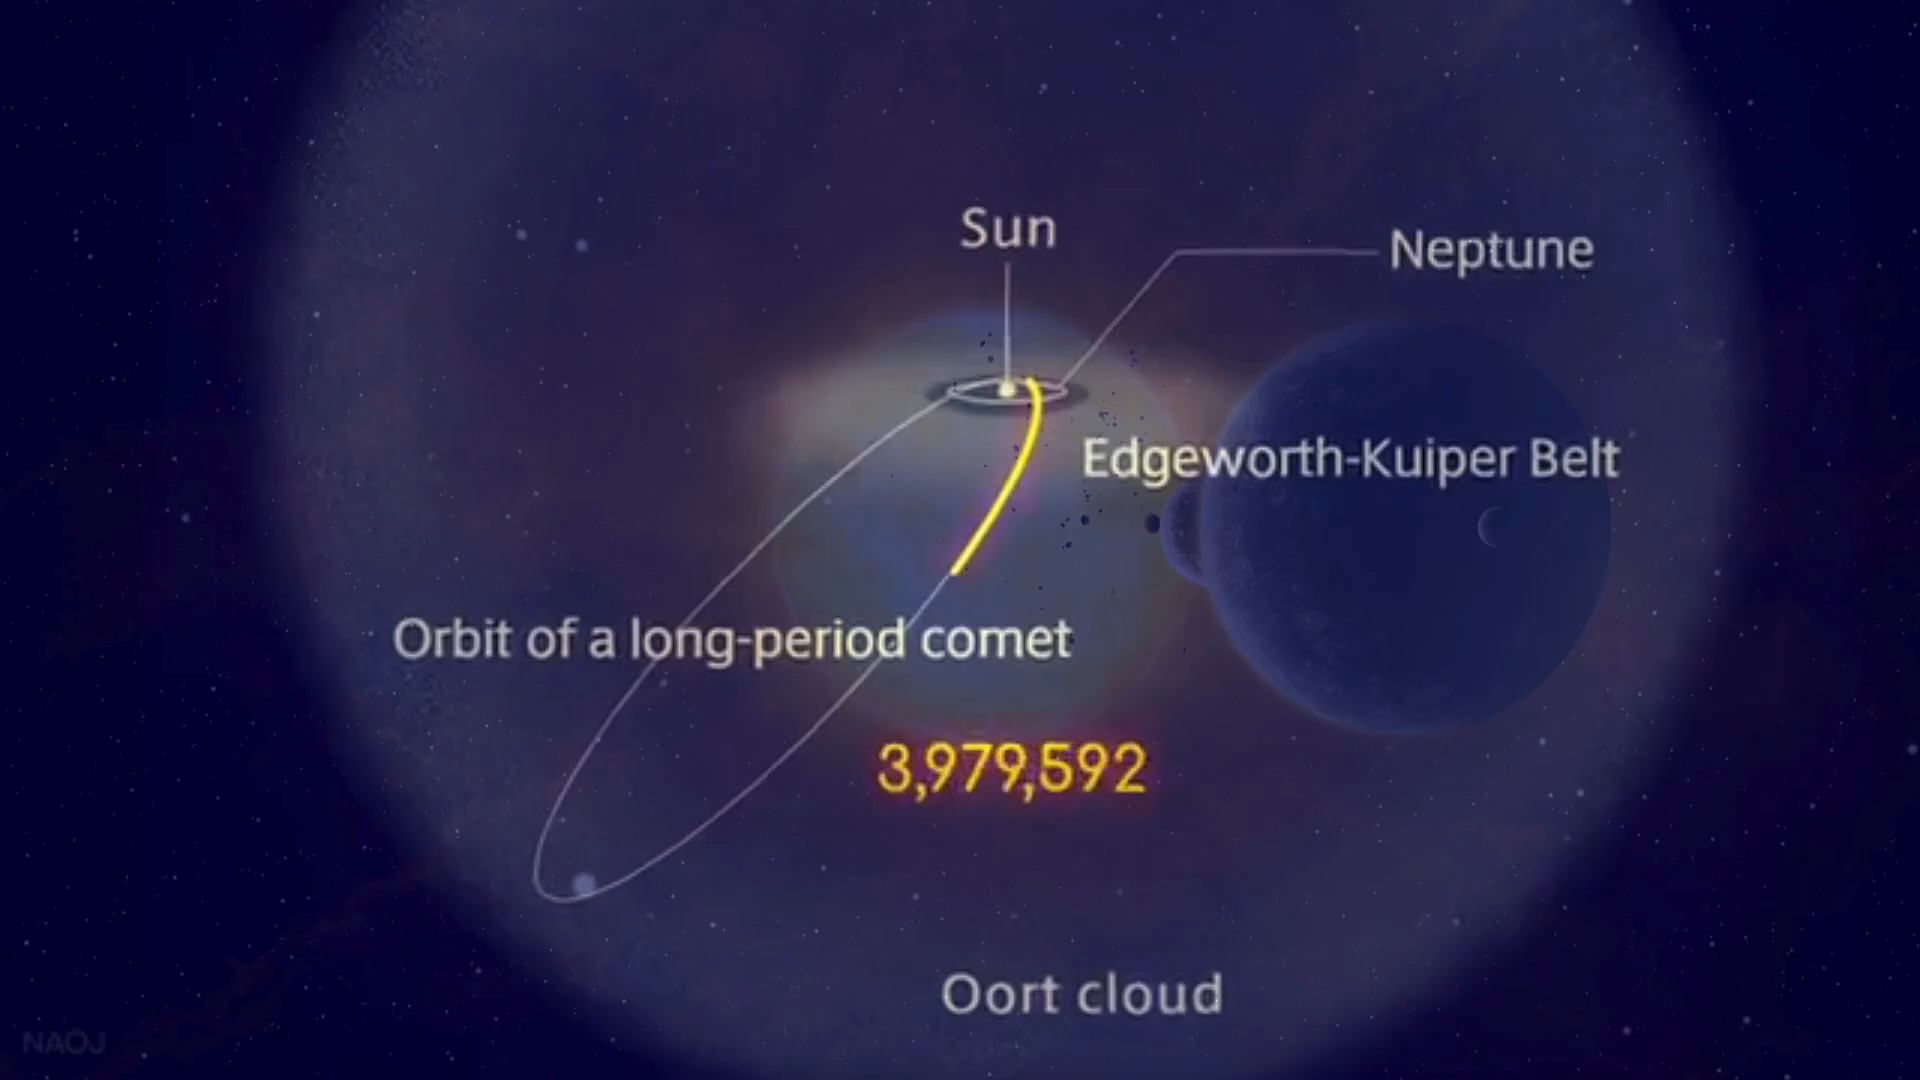 Sun
Neptune
Edgeworth-Kuiper Belt
Orbit of a long-period comet
3,979,592
Oort cloud
NAOJ